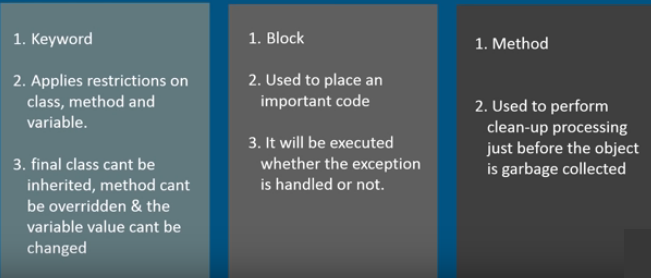 1. Keyword
2. Applies restrictions on
class, method and
variable.
3. final class cant be
inherited, method cant
be overridden & the
variable value cant be
changed
1. Block
2. Used to place an
important code
3. It will be executed
whether the exception
is handled or not.
1. Method
2. Used to perform
clean-up processing
just before the object
is garbage collected